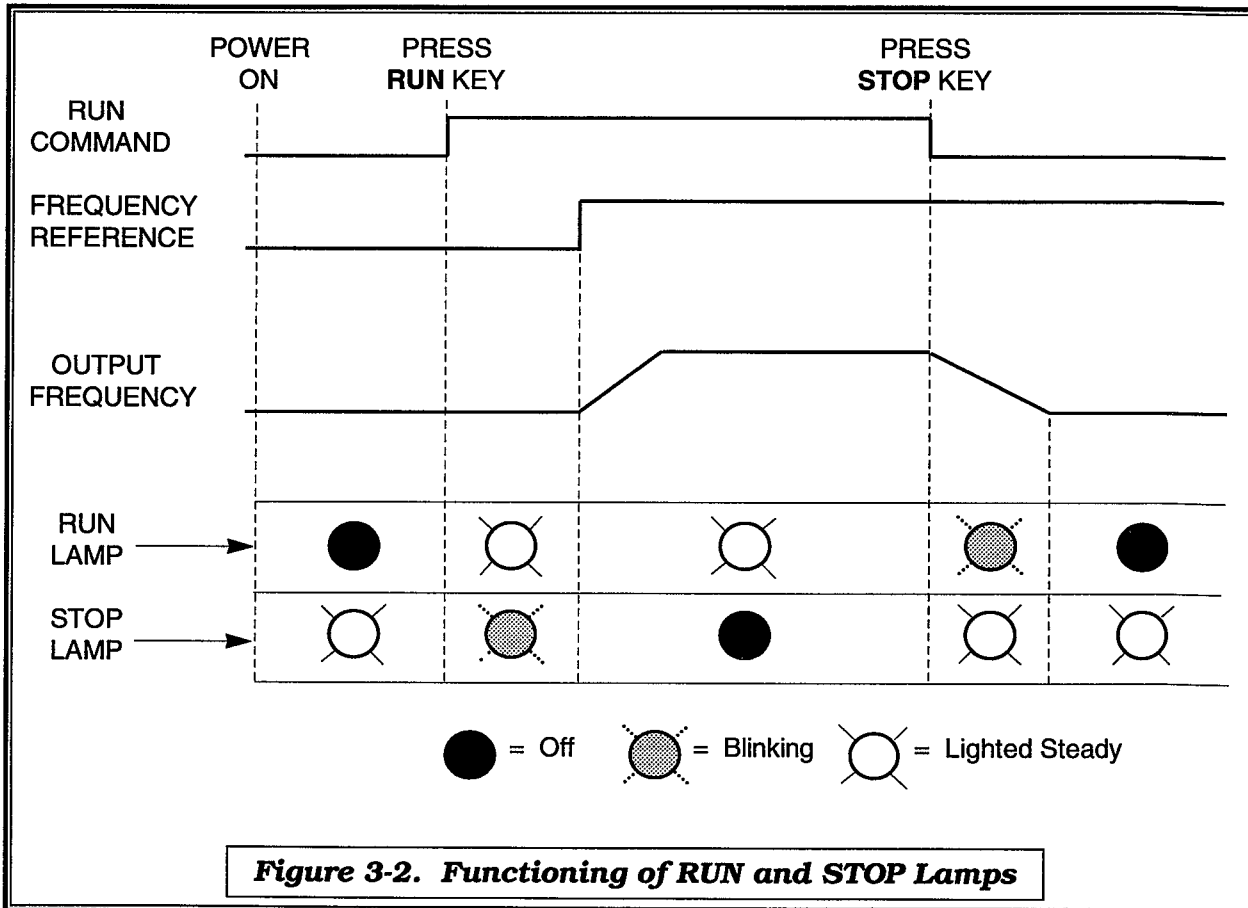 POWER
ON
PRESS
RUN KEY
PRESS
STOP KEY
RUN
COMMAND
FREQUENCY
REFERENCE
OUTPUT
FREQUENCY
RUN
LAMP
STOP
LAMP
= Off
= Blinking
= Lighted Steady
Figure 3-2. Functioning of RUN and STOP Lamps